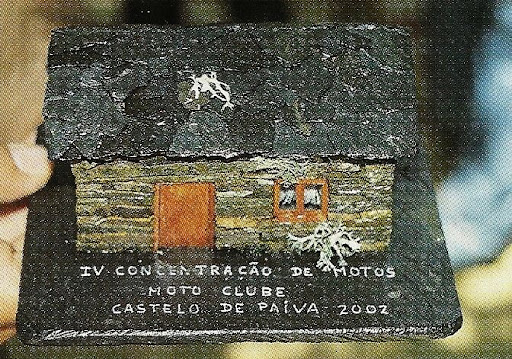 IV CONCENTRAÇÃO DE MOTOS
MOTO CLUBE
CASTELO DE PAIVA - 2002